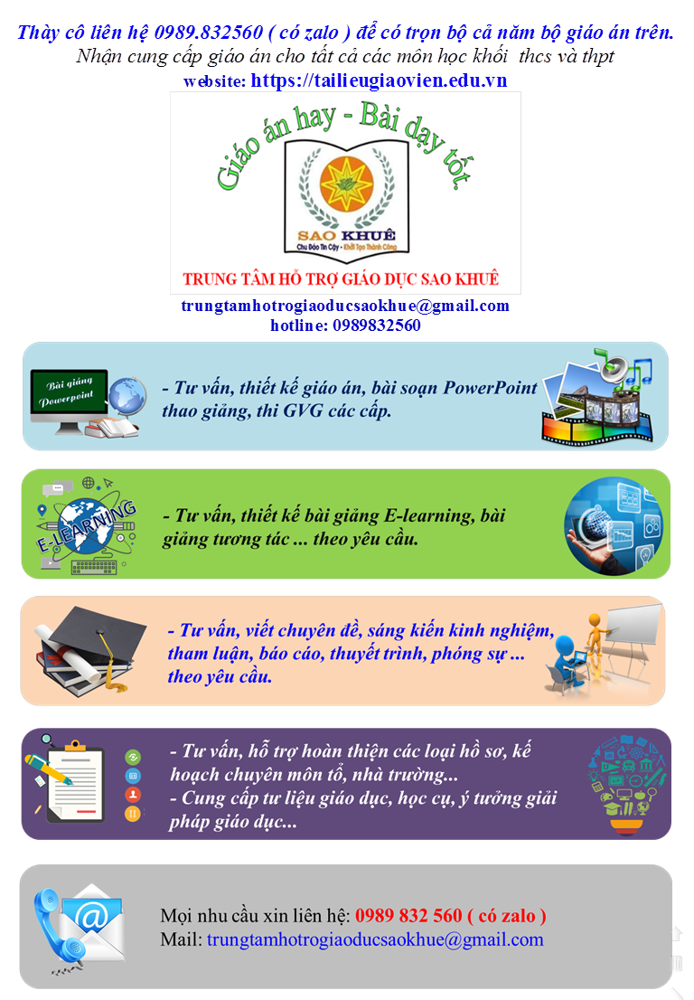 Thày cô liên hệ 0989.832560 ( có zalo ) để có trọn bộ cả năm bộ giáo án trên.
Nhận cung cấp giáo án cho tất cả các môn học khối thcs và thpt
website: https://tailieugiaovien.edu.vn
Giáo án hay - Bài dạy tốt.
SAO KHUÊ
Chu Đáo Tin Cậy - Khởi Tạo Thành Công
TRUNG TÂM HỖ TRỢ GIÁO DỤC SAO KHUÊ
trungtamhotrogiaoducsaokhue@gmail.com
hotline: 0989832560
Bài giảng
Powerpoint
- Tư vấn, thiết kế giáo án, bài soạn PowerPoint
thao giảng, thi GVG các cấp.
E-LEARNING
- Tư vấn, thiết kế bài giảng E-learning, bài
giảng tương tác ... theo yêu cầu.
- Tư vấn, viết chuyên đề, sáng kiến kinh nghiệm,
tham luận, báo cáo, thuyết trình, phóng sự ...
theo yêu cầu.
- Tư vấn, hỗ trợ hoàn thiện các loại hồ sơ, kế
hoạch chuyên môn tổ, nhà trường...
- Cung cấp tư liệu giáo dục, học cụ, ý tưởng giải
pháp giáo dục...
Mọi nhu cầu xin liên hệ: 0989 832 560 ( có zalo )
Mail: trungtamhotrogiaoducsaokhue@gmail.com